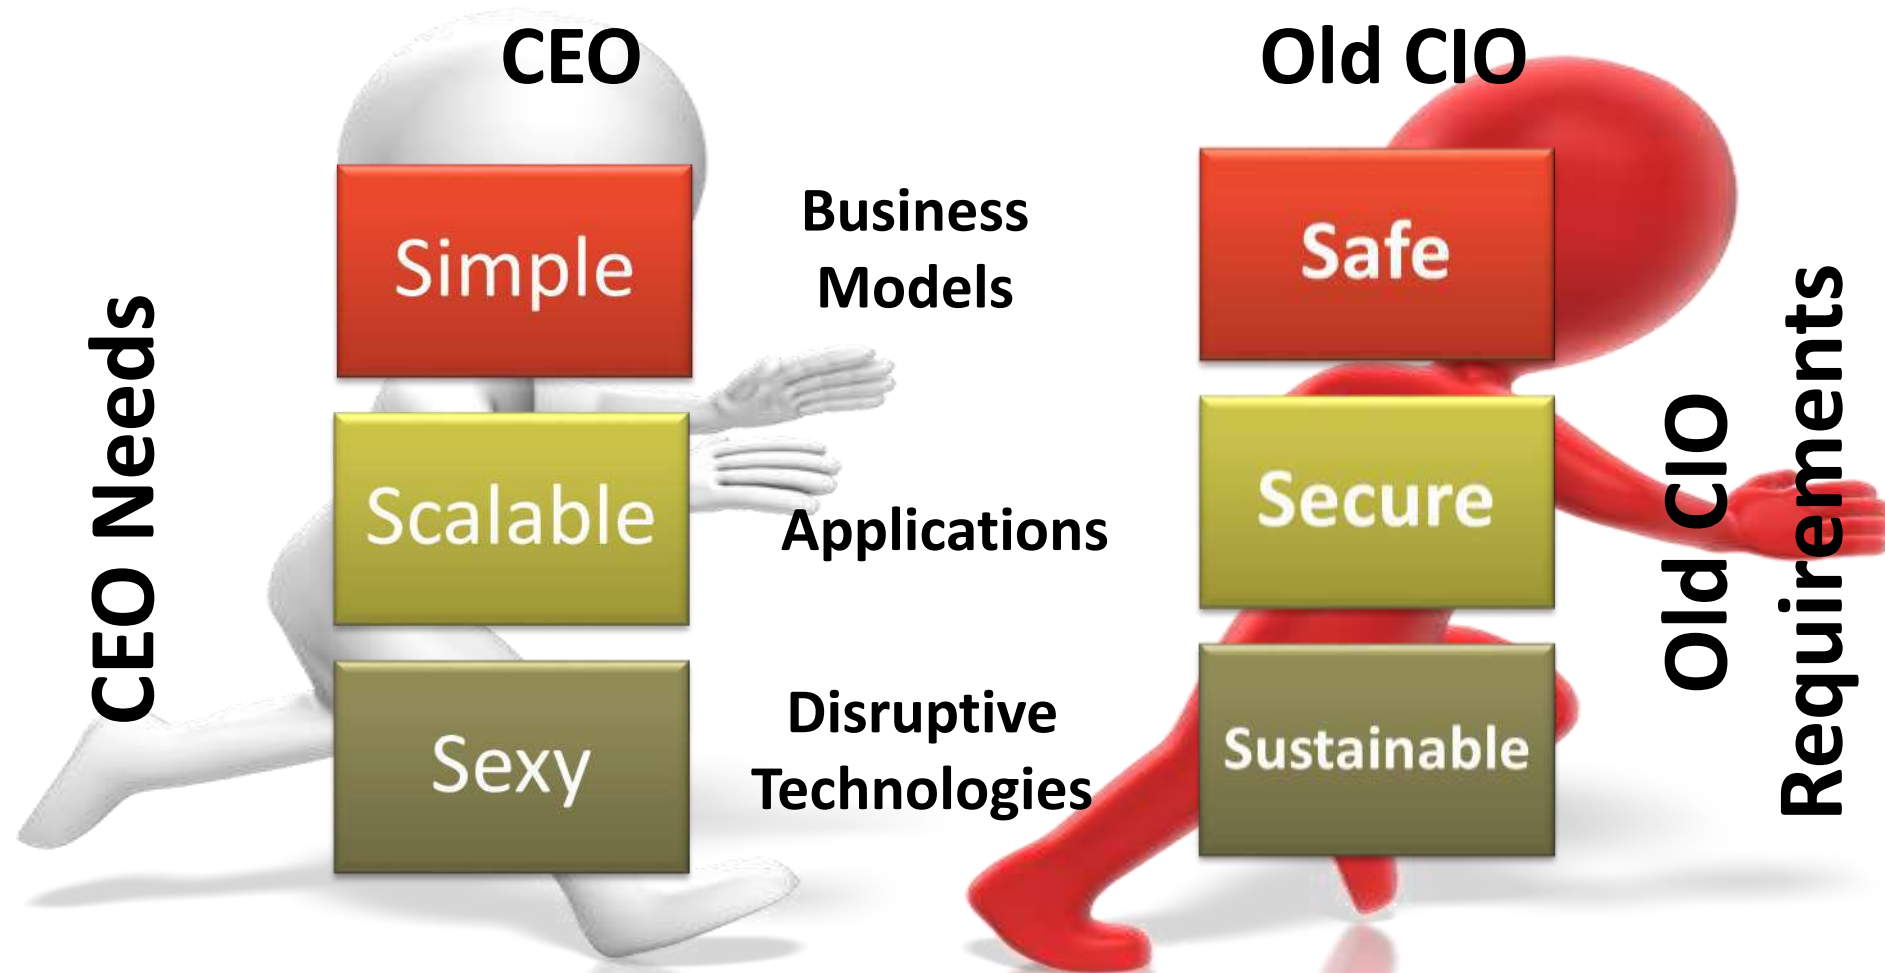 CEO
Old CIO
CEO Needs
Simple
Business
Models
Safe
Scalable
Applications
Secure
Sexy
Disruptive
Technologies
Sustainable
Old CIO
Requirements